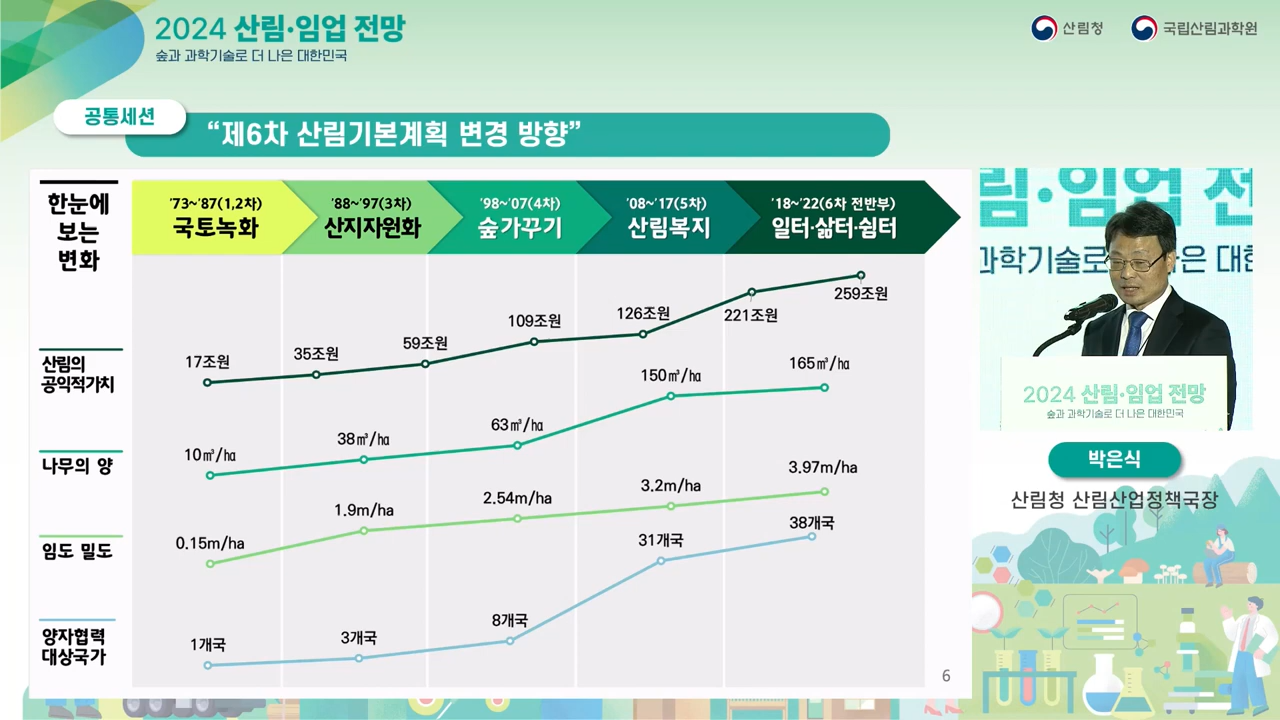 2024 산림·임업 전망
숲과 과학기술로 더 나은 대한민국
산림청
국립산림과학원
공통세션
“제6차 산림기본계획 변경 방향”
한눈에
보는
변화
'73~'87(1,2차)
국토녹화
'88~'97(3차)
산지자원화
'98~'07(4차)
숲가꾸기
'08~'17(5차)
산림복지
'18~'22(6차 전반부)
일터·삶터·쉼터
산림의
공익적가치
17조원
35조원
59조원
109조원
126조원
221조원
259조원
나무의 양
10㎥/ha
38㎥/ha
63㎥/ha
150㎥/ha
165㎥/ha
임도 밀도
0.15m/ha
1.9m/ha
2.54m/ha
3.2m/ha
3.97m/ha
양자협력
대상국가
1개국
3개국
8개국
31개국
38개국
6
림·임업 전
과학기술로
은 대한
2024 산림·임업 전망
숲과 과학기술로 더 나은 대한민국
박은식
산림청 산림산업정책국장